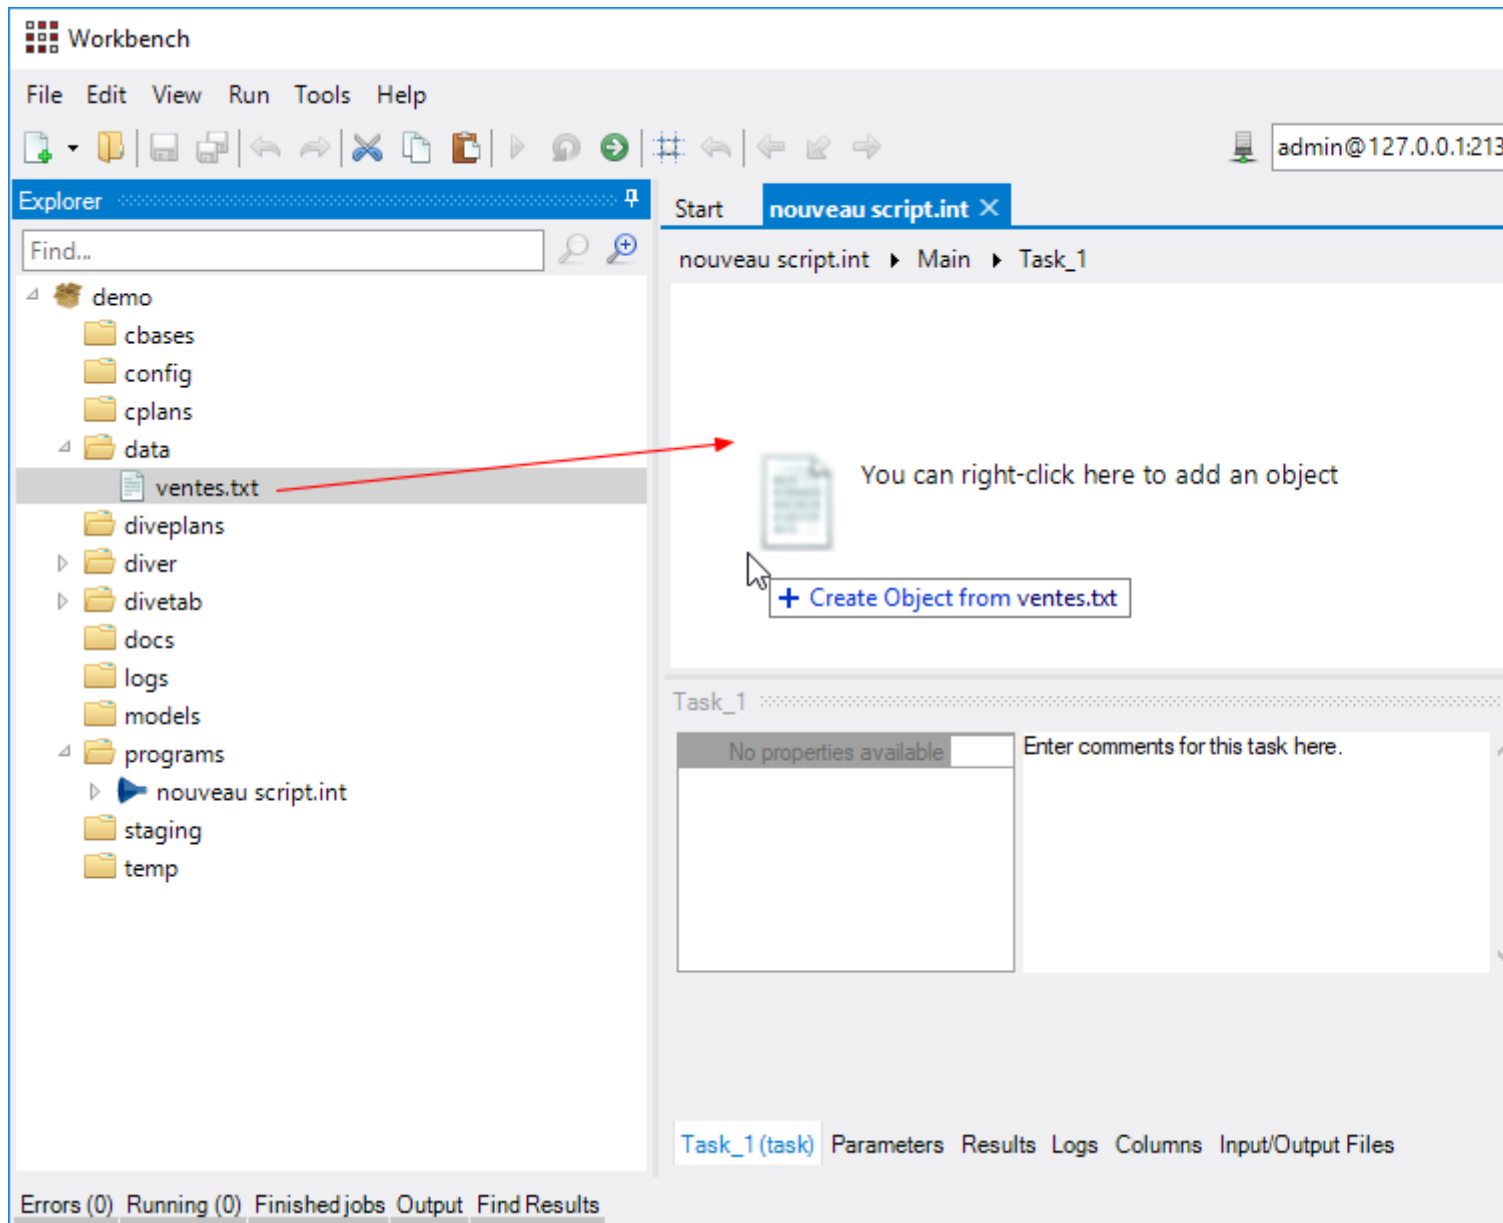 Workbench
File Edit View Run Tools Help
admin@127.0.0.1:213
Explorer
Find...
demo
cbases
config
cplans
data
ventes.txt
diveplans
diver
divetab
docs
logs
models
programs
nouveau script.int
staging
temp
Start nouveau script.int
nouveau script.int Main Task_1
You can right-click here to add an object
+ Create Object from ventes.txt
Task_1
No properties available
Enter comments for this task here.
Task_1 (task) Parameters Results Logs Columns Input/Output Files
Errors (0) Running (0) Finished jobs Output Find Results